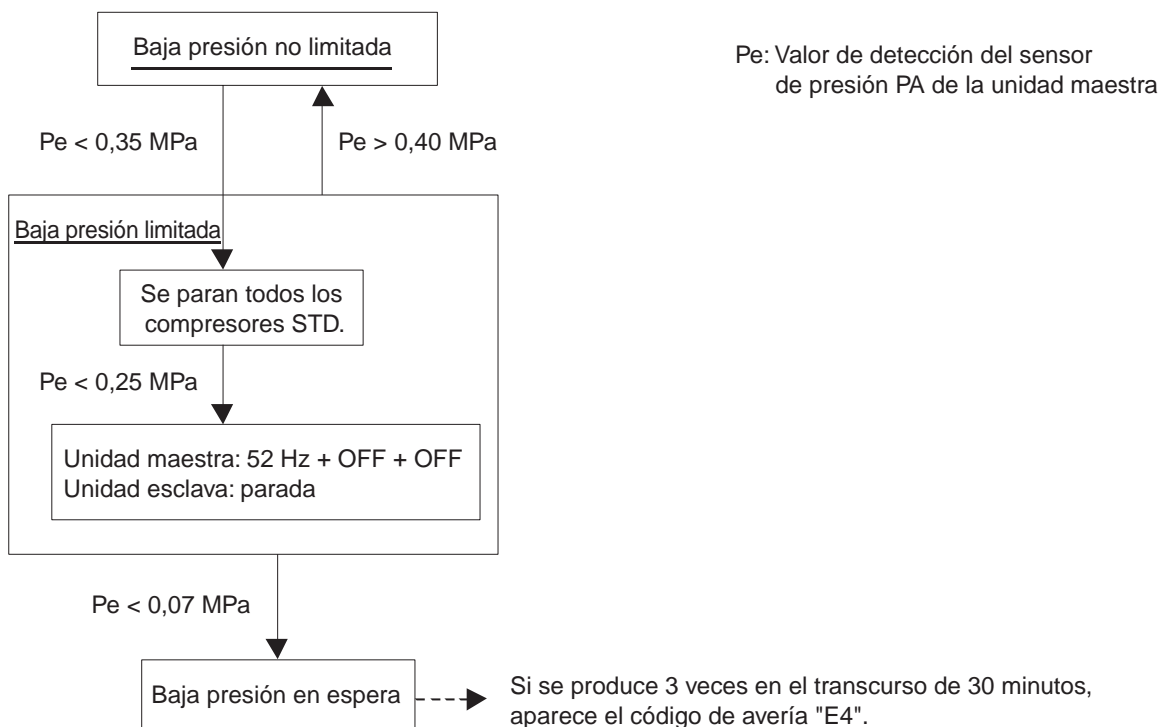 Baja presión no limitada
Pe: Valor de detección del sensor
de presión PA de la unidad maestra
Pe < 0,35 MPa
Pe > 0,40 MPa
Baja presión limitada
Se paran todos los
compresores STD.
Pe < 0,25 MPa
Unidad maestra: 52 Hz + OFF + OFF
Unidad esclava: parada
Pe < 0,07 MPa
Baja presión en espera
Si se produce 3 veces en el transcurso de 30 minutos,
aparece el código de avería "E4".